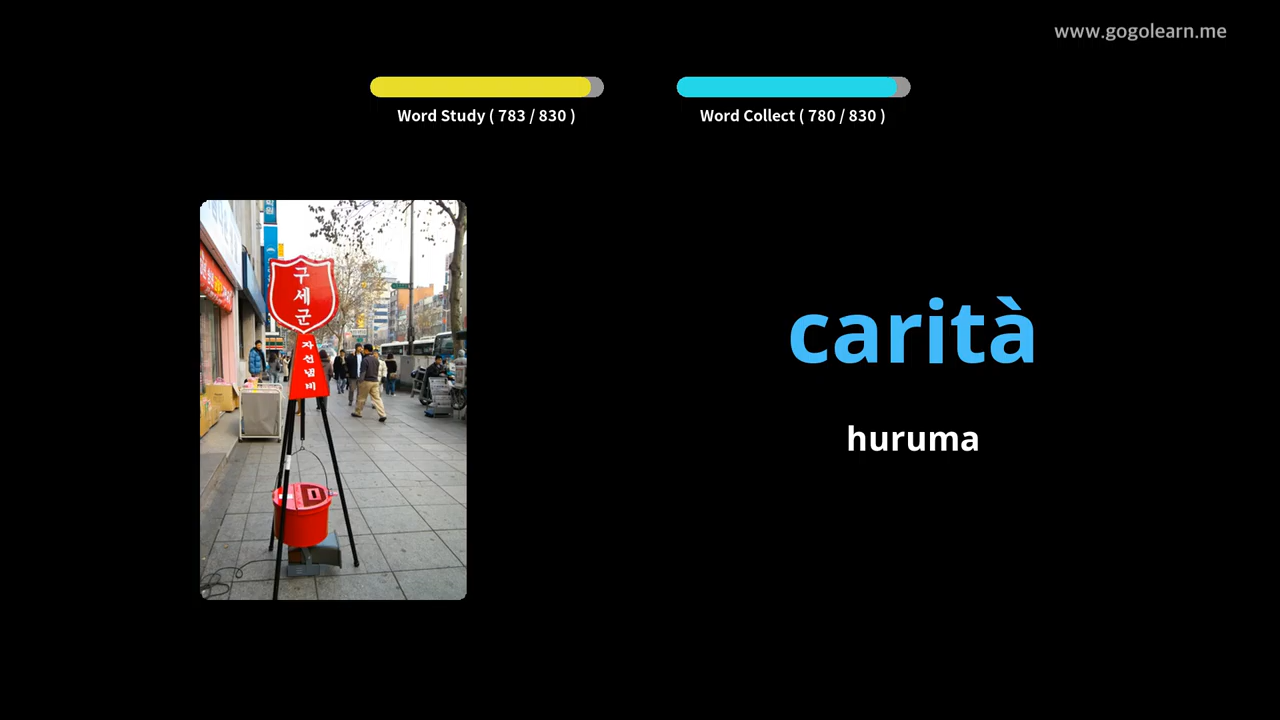 www.gogolearn.me
Word Study ( 783 / 830 )
Word Collect ( 780 / 830 )
구세군
자선냄비
carità
huruma